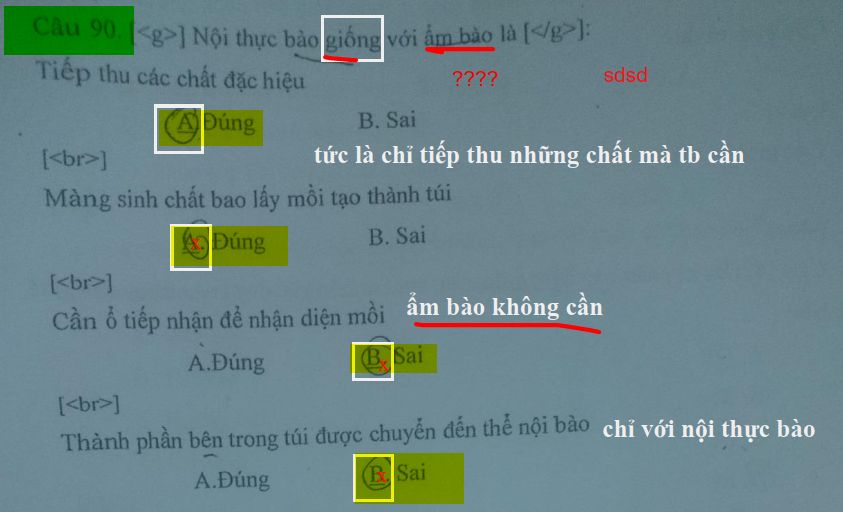 Câu 90. [<g>] Nội thực bào giống với ẩm bào là [</g>]:
Tiếp thu các chất đặc hiệu
???? sdsd
A. Đúng B. Sai
[<br>]
tức là chỉ tiếp thu những chất mà tb cần
Màng sinh chất bao lấy mồi tạo thành túi
A. Đúng B. Sai
[<br>]
Cần ổ tiếp nhận để nhận diện mồi ẩm bào không cần
A.Đúng B. Sai
[<br>]
Thành phần bên trong túi được chuyển đến thể nội bào chỉ với nội thực bào
A.Đúng B. Sai